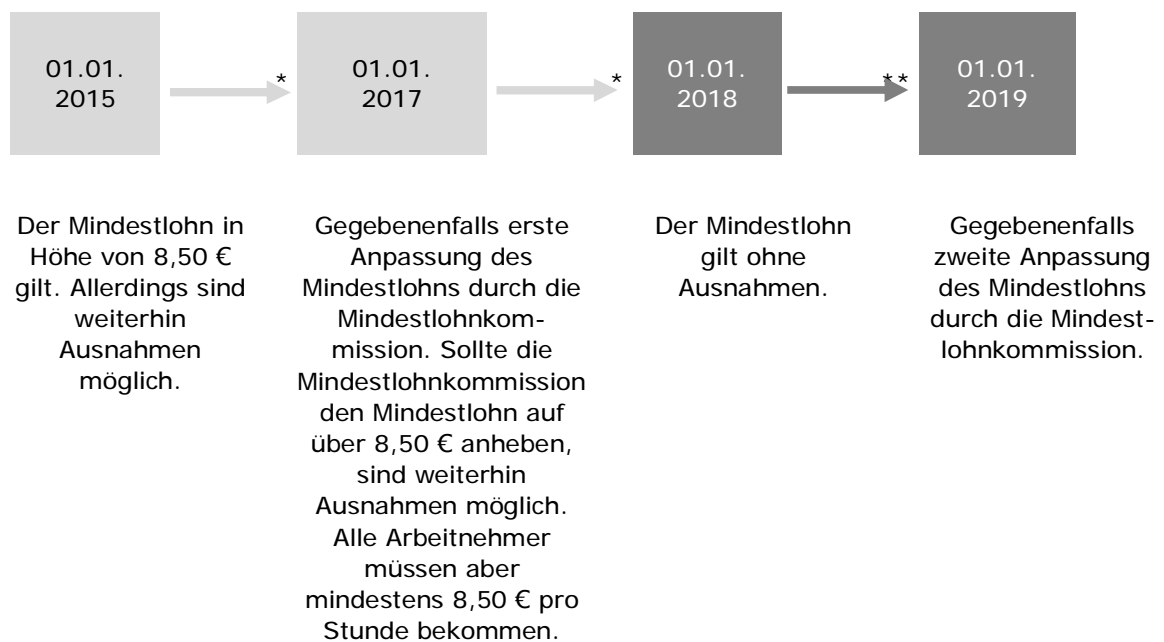 01.01.
2015
*
01.01.
2017
*
01.01.
2018
**
01.01.
2019
Der Mindestlohn in
Höhe von 8,50 €
gilt. Allerdings sind
weiterhin
Ausnahmen
möglich.
Gegebenenfalls erste
Anpassung des
Mindestlohns durch die
Mindestlohnkom-
mission. Sollte die
Mindestlohnkommission
den Mindestlohn auf
über 8,50 € anheben,
sind weiterhin
Ausnahmen möglich.
Alle Arbeitnehmer
müssen aber
mindestens 8,50 € pro
Stunde bekommen.
Der Mindestlohn
gilt ohne
Ausnahmen.
Gegebenenfalls
zweite Anpassung
des Mindestlohns
durch die Mindest-
lohnkommission.